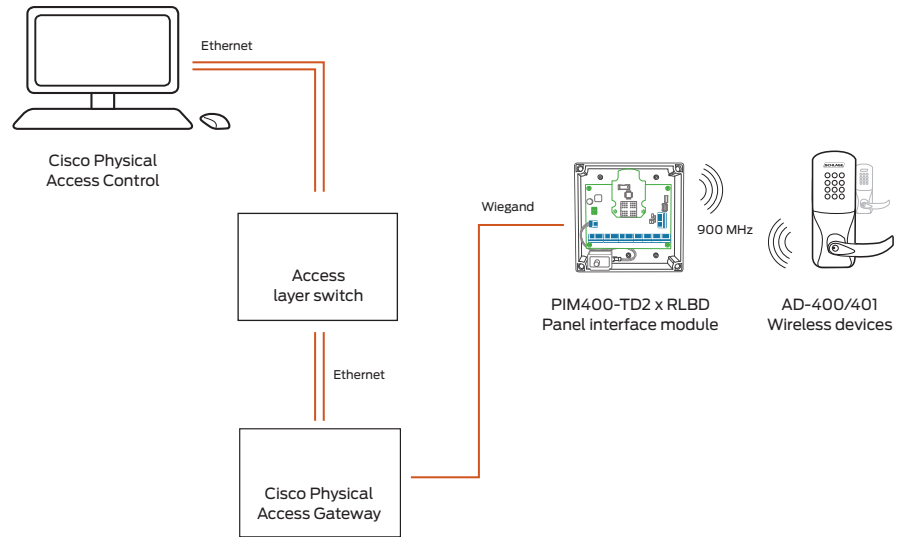 Ethernet
Cisco Physical
Access Control
Access
layer switch
Ethernet
Cisco Physical
Access Gateway
Wiegand
900 MHz
PIM400-TD2 x RLBD
Panel interface module
SCHLAGE
AD-400/401
Wireless devices